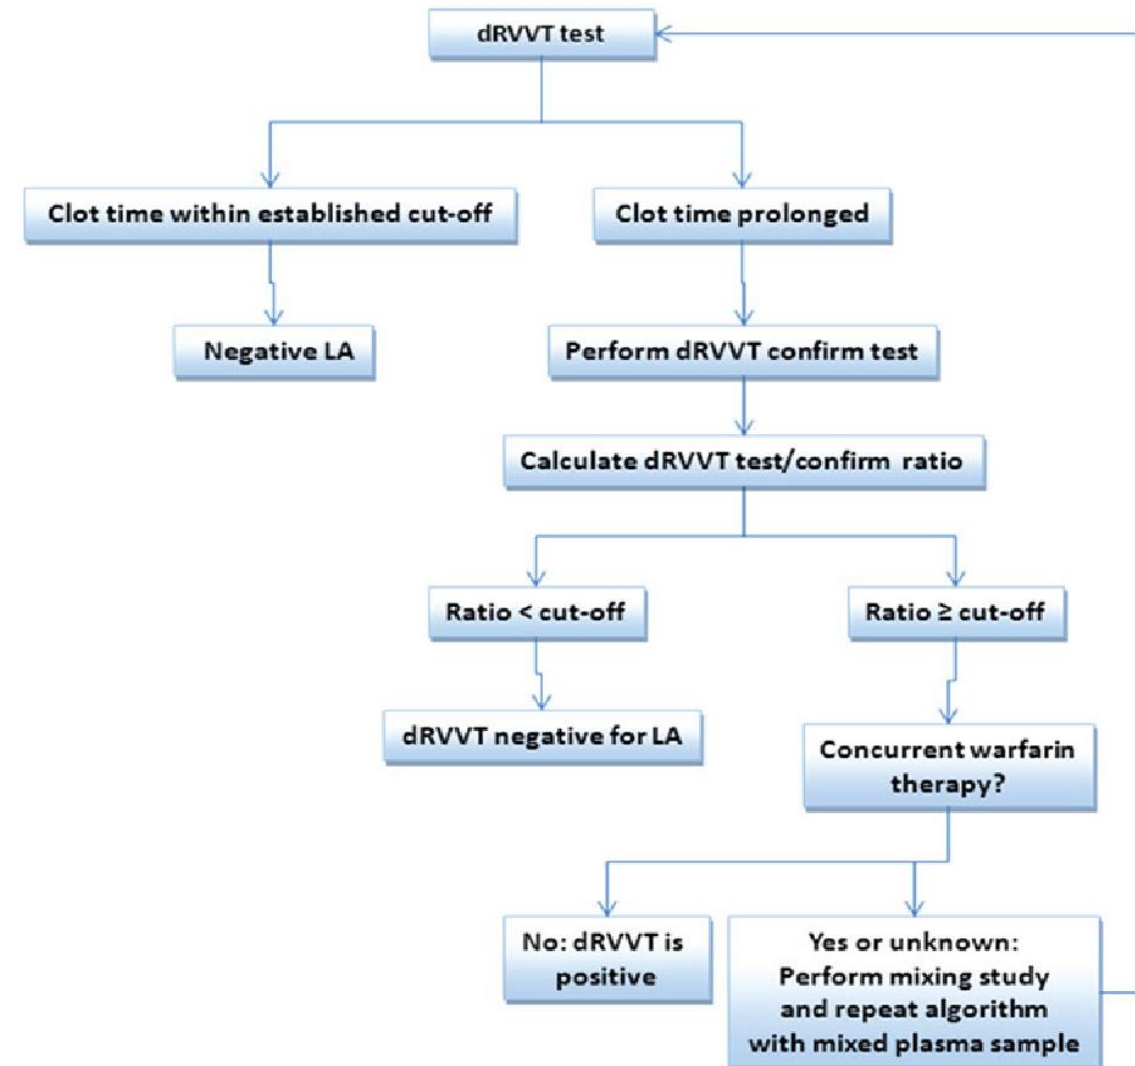 dRVVT test
Clot time within established cut-off
Clot time prolonged
Negative LA
Perform dRVVT confirm test
Calculate dRVVT test/confirm ratio
Ratio < cut-off
Ratio ≥ cut-off
dRVVT negative for LA
Concurrent warfarin
therapy?
No: dRVVT is
positive
Yes or unknown:
Perform mixing study
and repeat algorithm
with mixed plasma sample